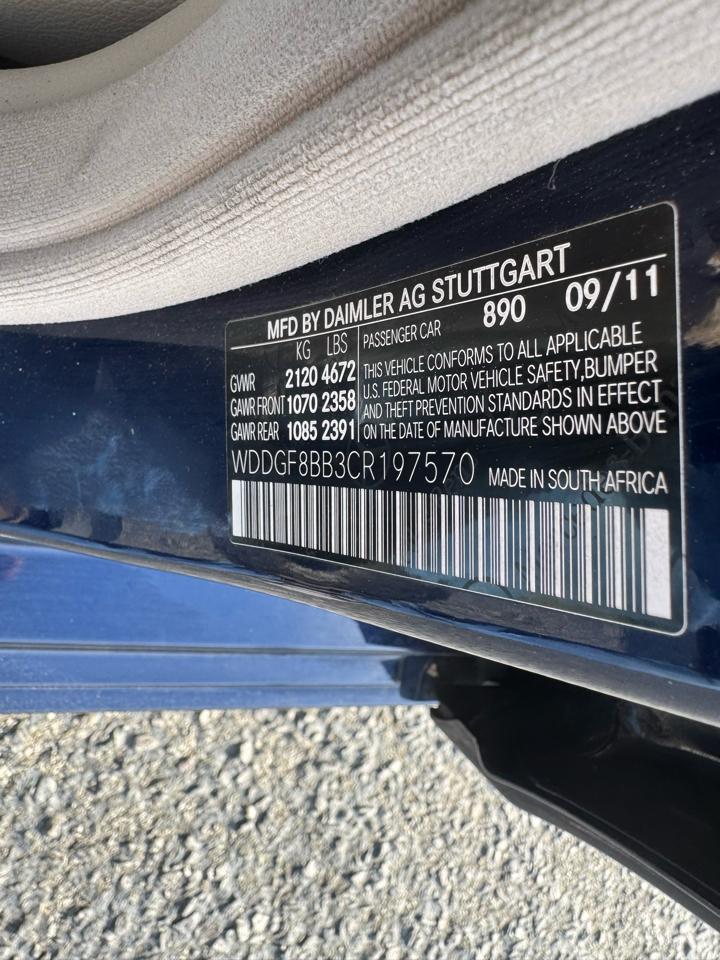 MFD BY DAIMLER AG STUTTGART
KG LBS
GVWR 2120 4672
GAWR FRONT 1070 2358
GAWR REAR 1085 2391
PASSENGER CAR 890 09/11
THIS VEHICLE CONFORMS TO ALL APPLICABLE
U.S. FEDERAL MOTOR VEHICLE SAFETY,BUMPER
AND THEFT PREVENTION STANDARDS IN EFFECT
ON THE DATE OF MANUFACTURE SHOWN ABOVE
WDDGF8BB3CR197570 MADE IN SOUTH AFRICA